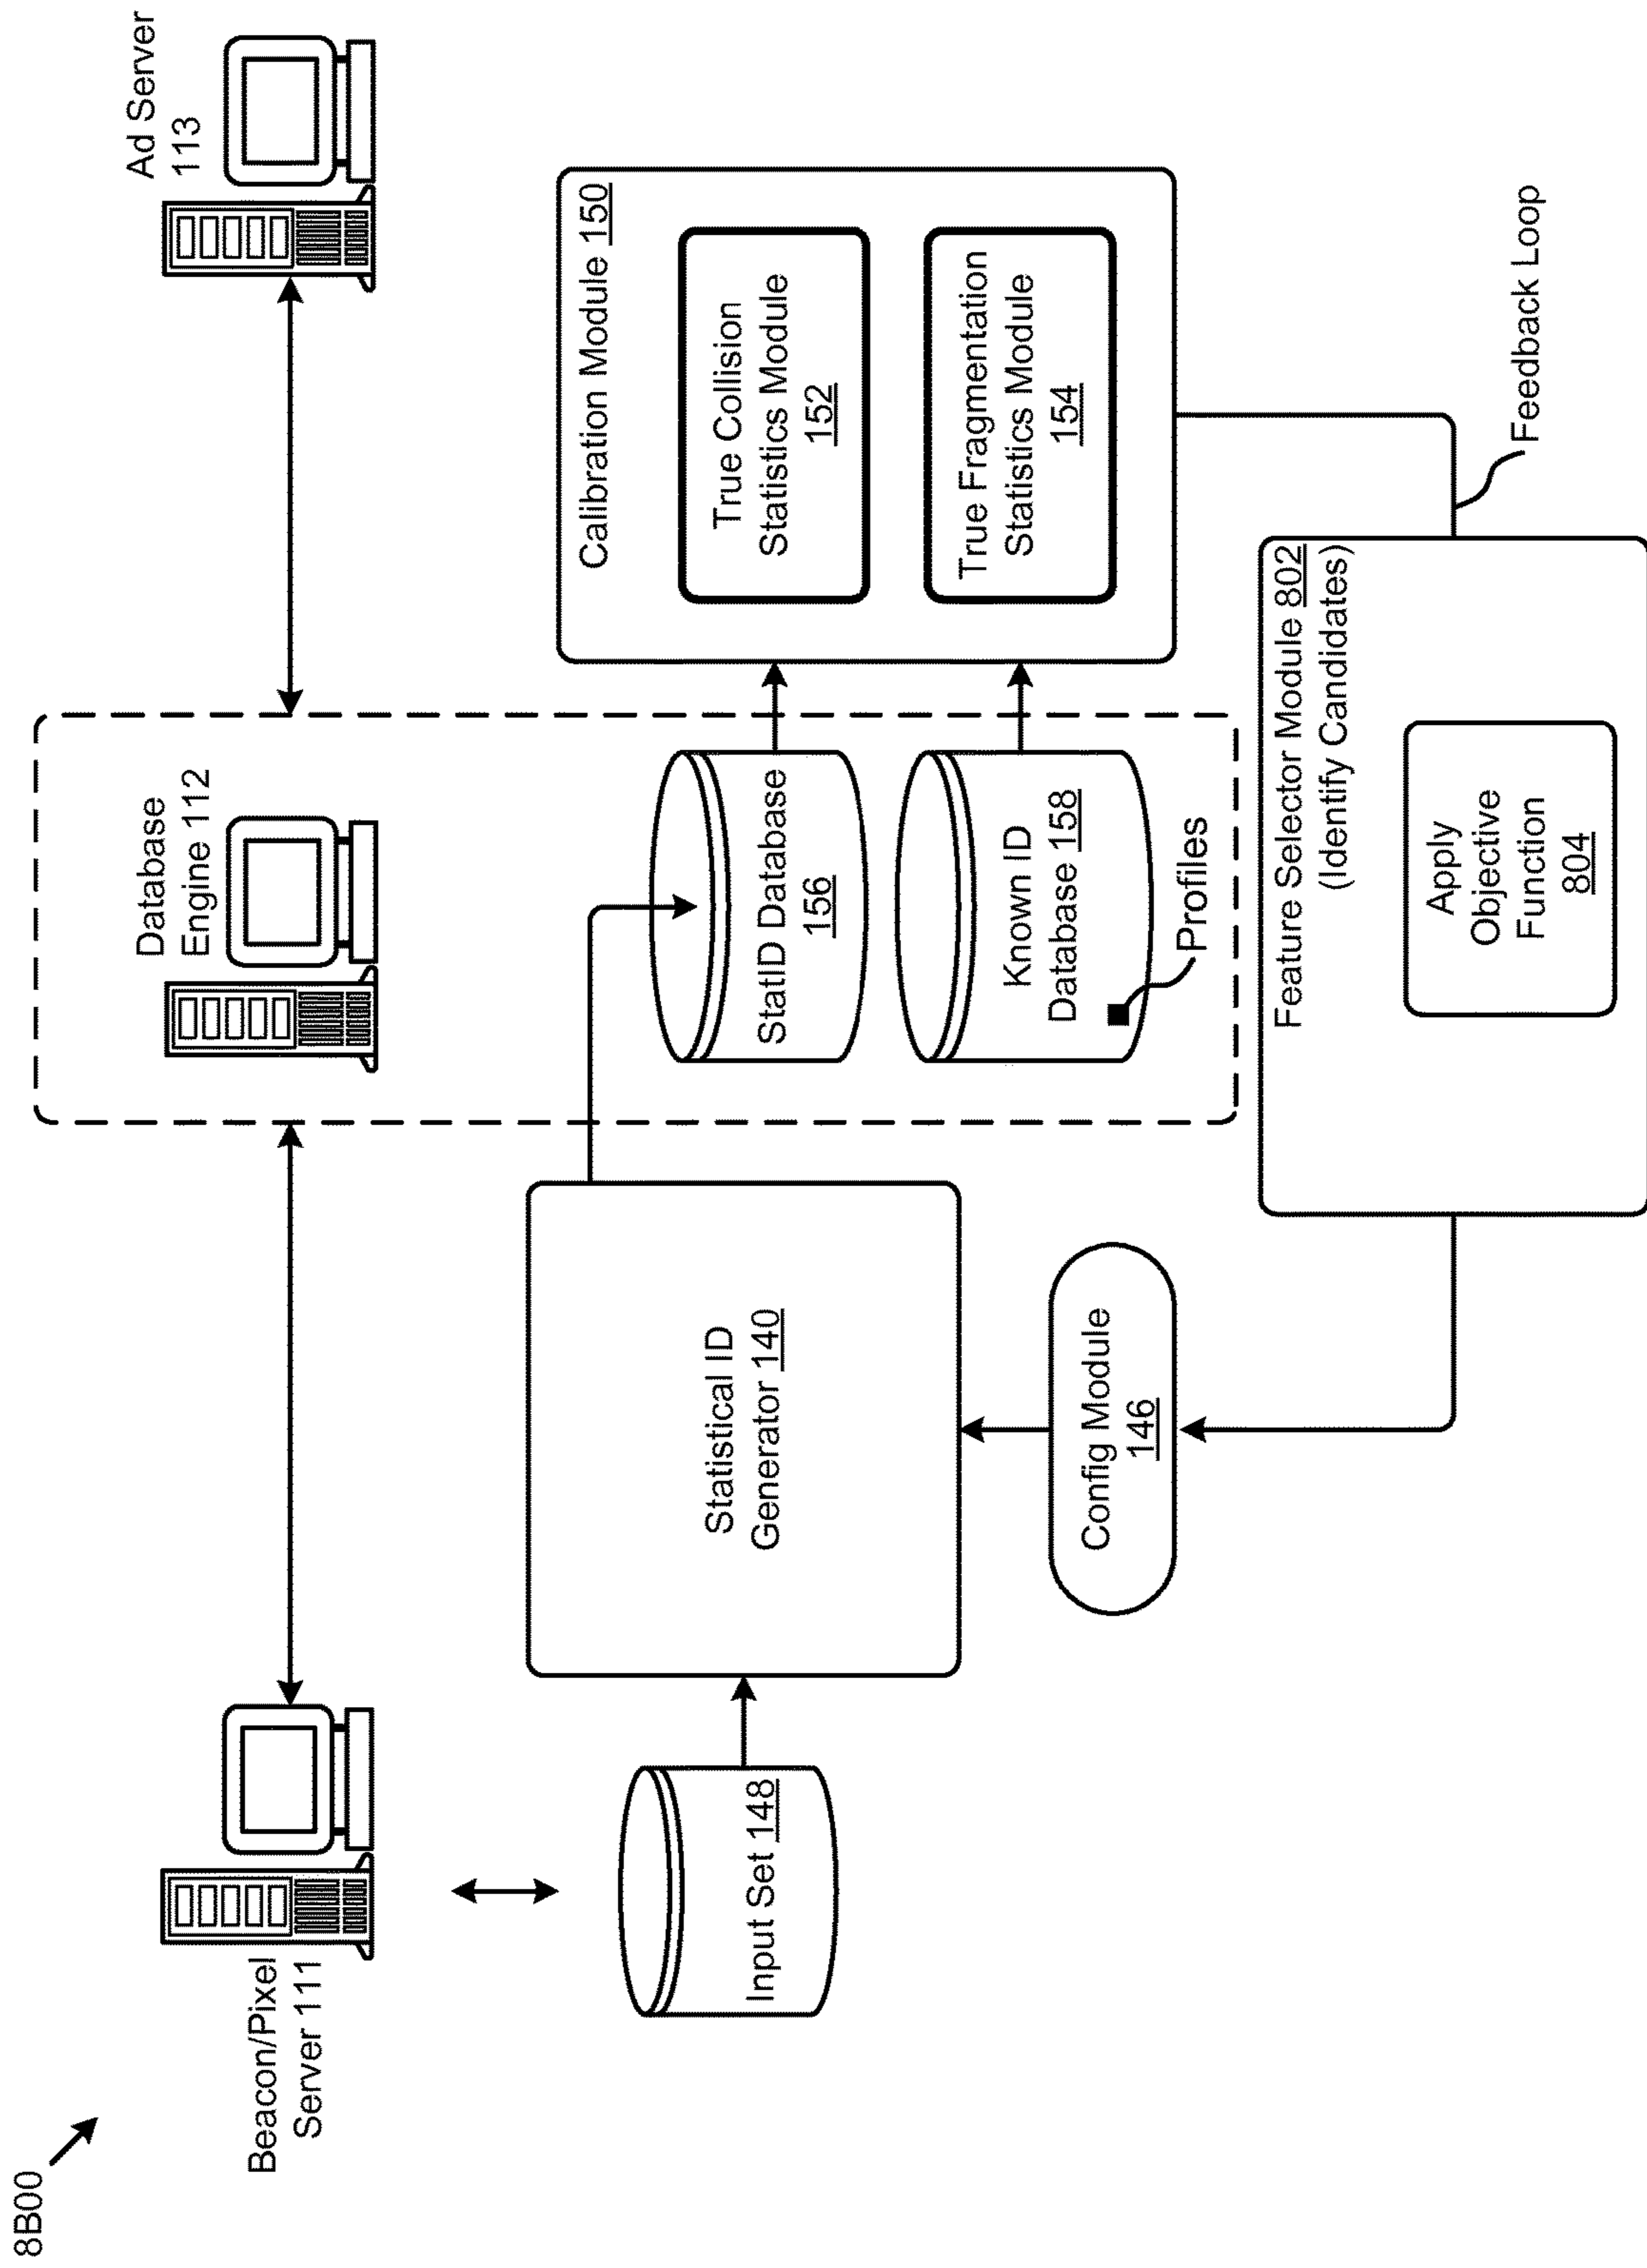 8B00
Beacon/Pixel
Server 111
Database
Engine 112
Ad Server
113
Input Set 148
Statistical ID
Generator 140
StatID Database
156
Known ID
Database 158
Profiles
Calibration Module 150
True Collision
Statistics Module
152
True Fragmentation
Statistics Module
154
Config Module
146
Feature Selector Module 802
(Identify Candidates)
Apply
Objective
Function
804
Feedback Loop